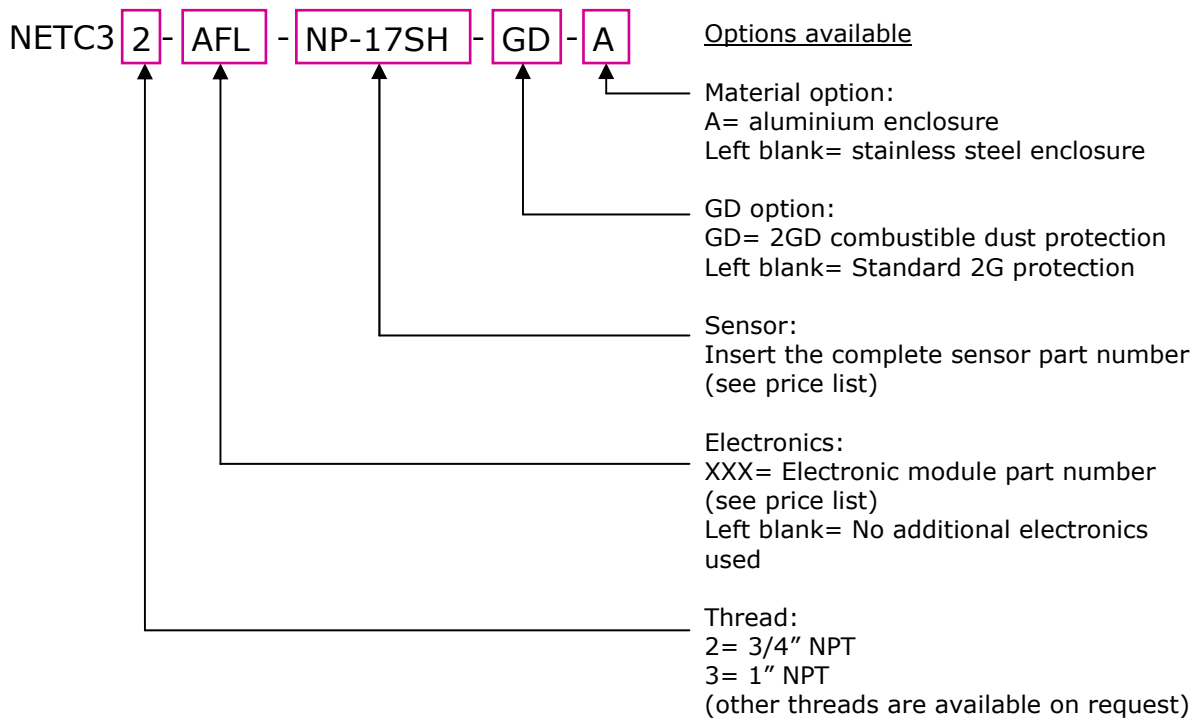 NETC3 2 - AFL - NP-17SH - GD - A
Options available
Material option:
A= aluminium enclosure
Left blank= stainless steel enclosure
GD option:
GD= 2GD combustible dust protection
Left blank= Standard 2G protection
Sensor:
Insert the complete sensor part number
(see price list)
Electronics:
XXX= Electronic module part number
(see price list)
Left blank= No additional electronics
used
Thread:
2= 3/4” NPT
3= 1” NPT
(other threads are available on request)